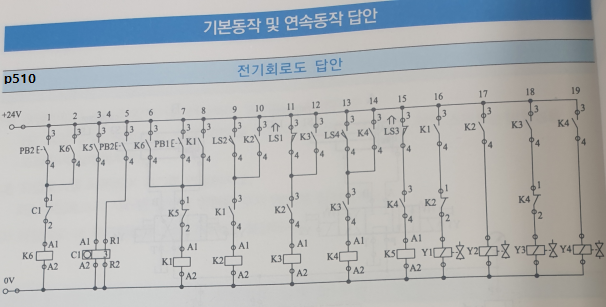 기본동작 및 연속동작 답안
p510
전기회로도 답안
+24V 1 2 3 4 5 6 7 8 9 10 11 12 13 14 15 16 17 18 19
3 3 3 3 3 3 3 3 3 3 3 3 3 3 3 3 3 3
PB2 K6 K5 PB2 K6 PB1 K1 LS2 K2 LS1 K3 LS4 K4 LS3 K1 K2 K3 K4
4 4 4 4 4 4 4 4 4 4 4 4 4 4 4 4 4 4
C1 1 2
K5 1 2
K1 3 4
K2 3 4
K3 3 4
K4 3 4
K2 1 2
K4 1 2
K6 A1 A2
C1 A1 A2 R1 R2
K1 A1 A2
K2 A1 A2
K3 A1 A2
K4 A1 A2
K5 A1 A2
Y1 Y2 Y3 Y4
0V